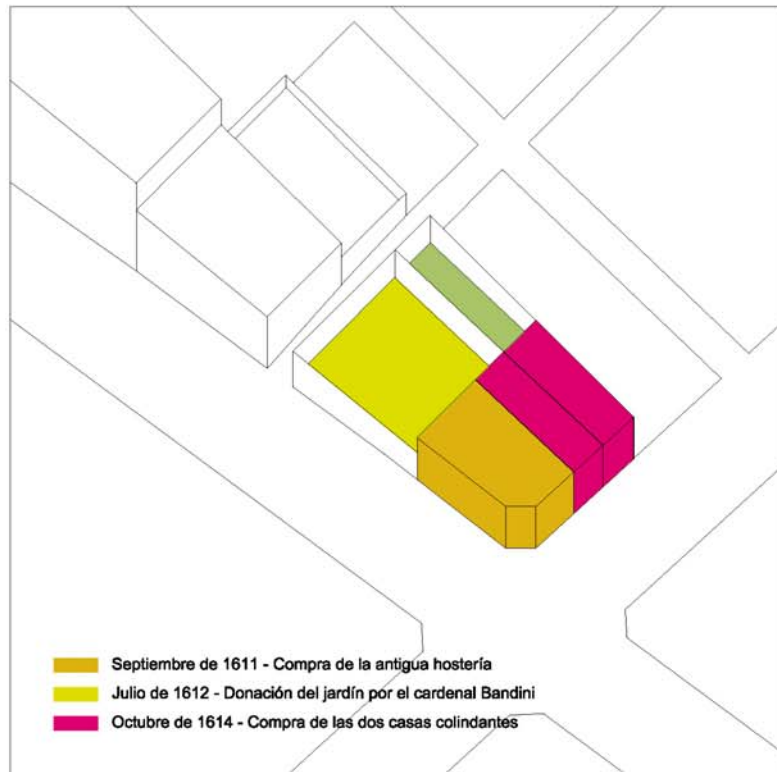 Septiembre de 1611 - Compra de la antigua hostería
Julio de 1612 - Donación del jardín por el cardenal Bandini
Octubre de 1614 - Compra de las dos casas colindantes